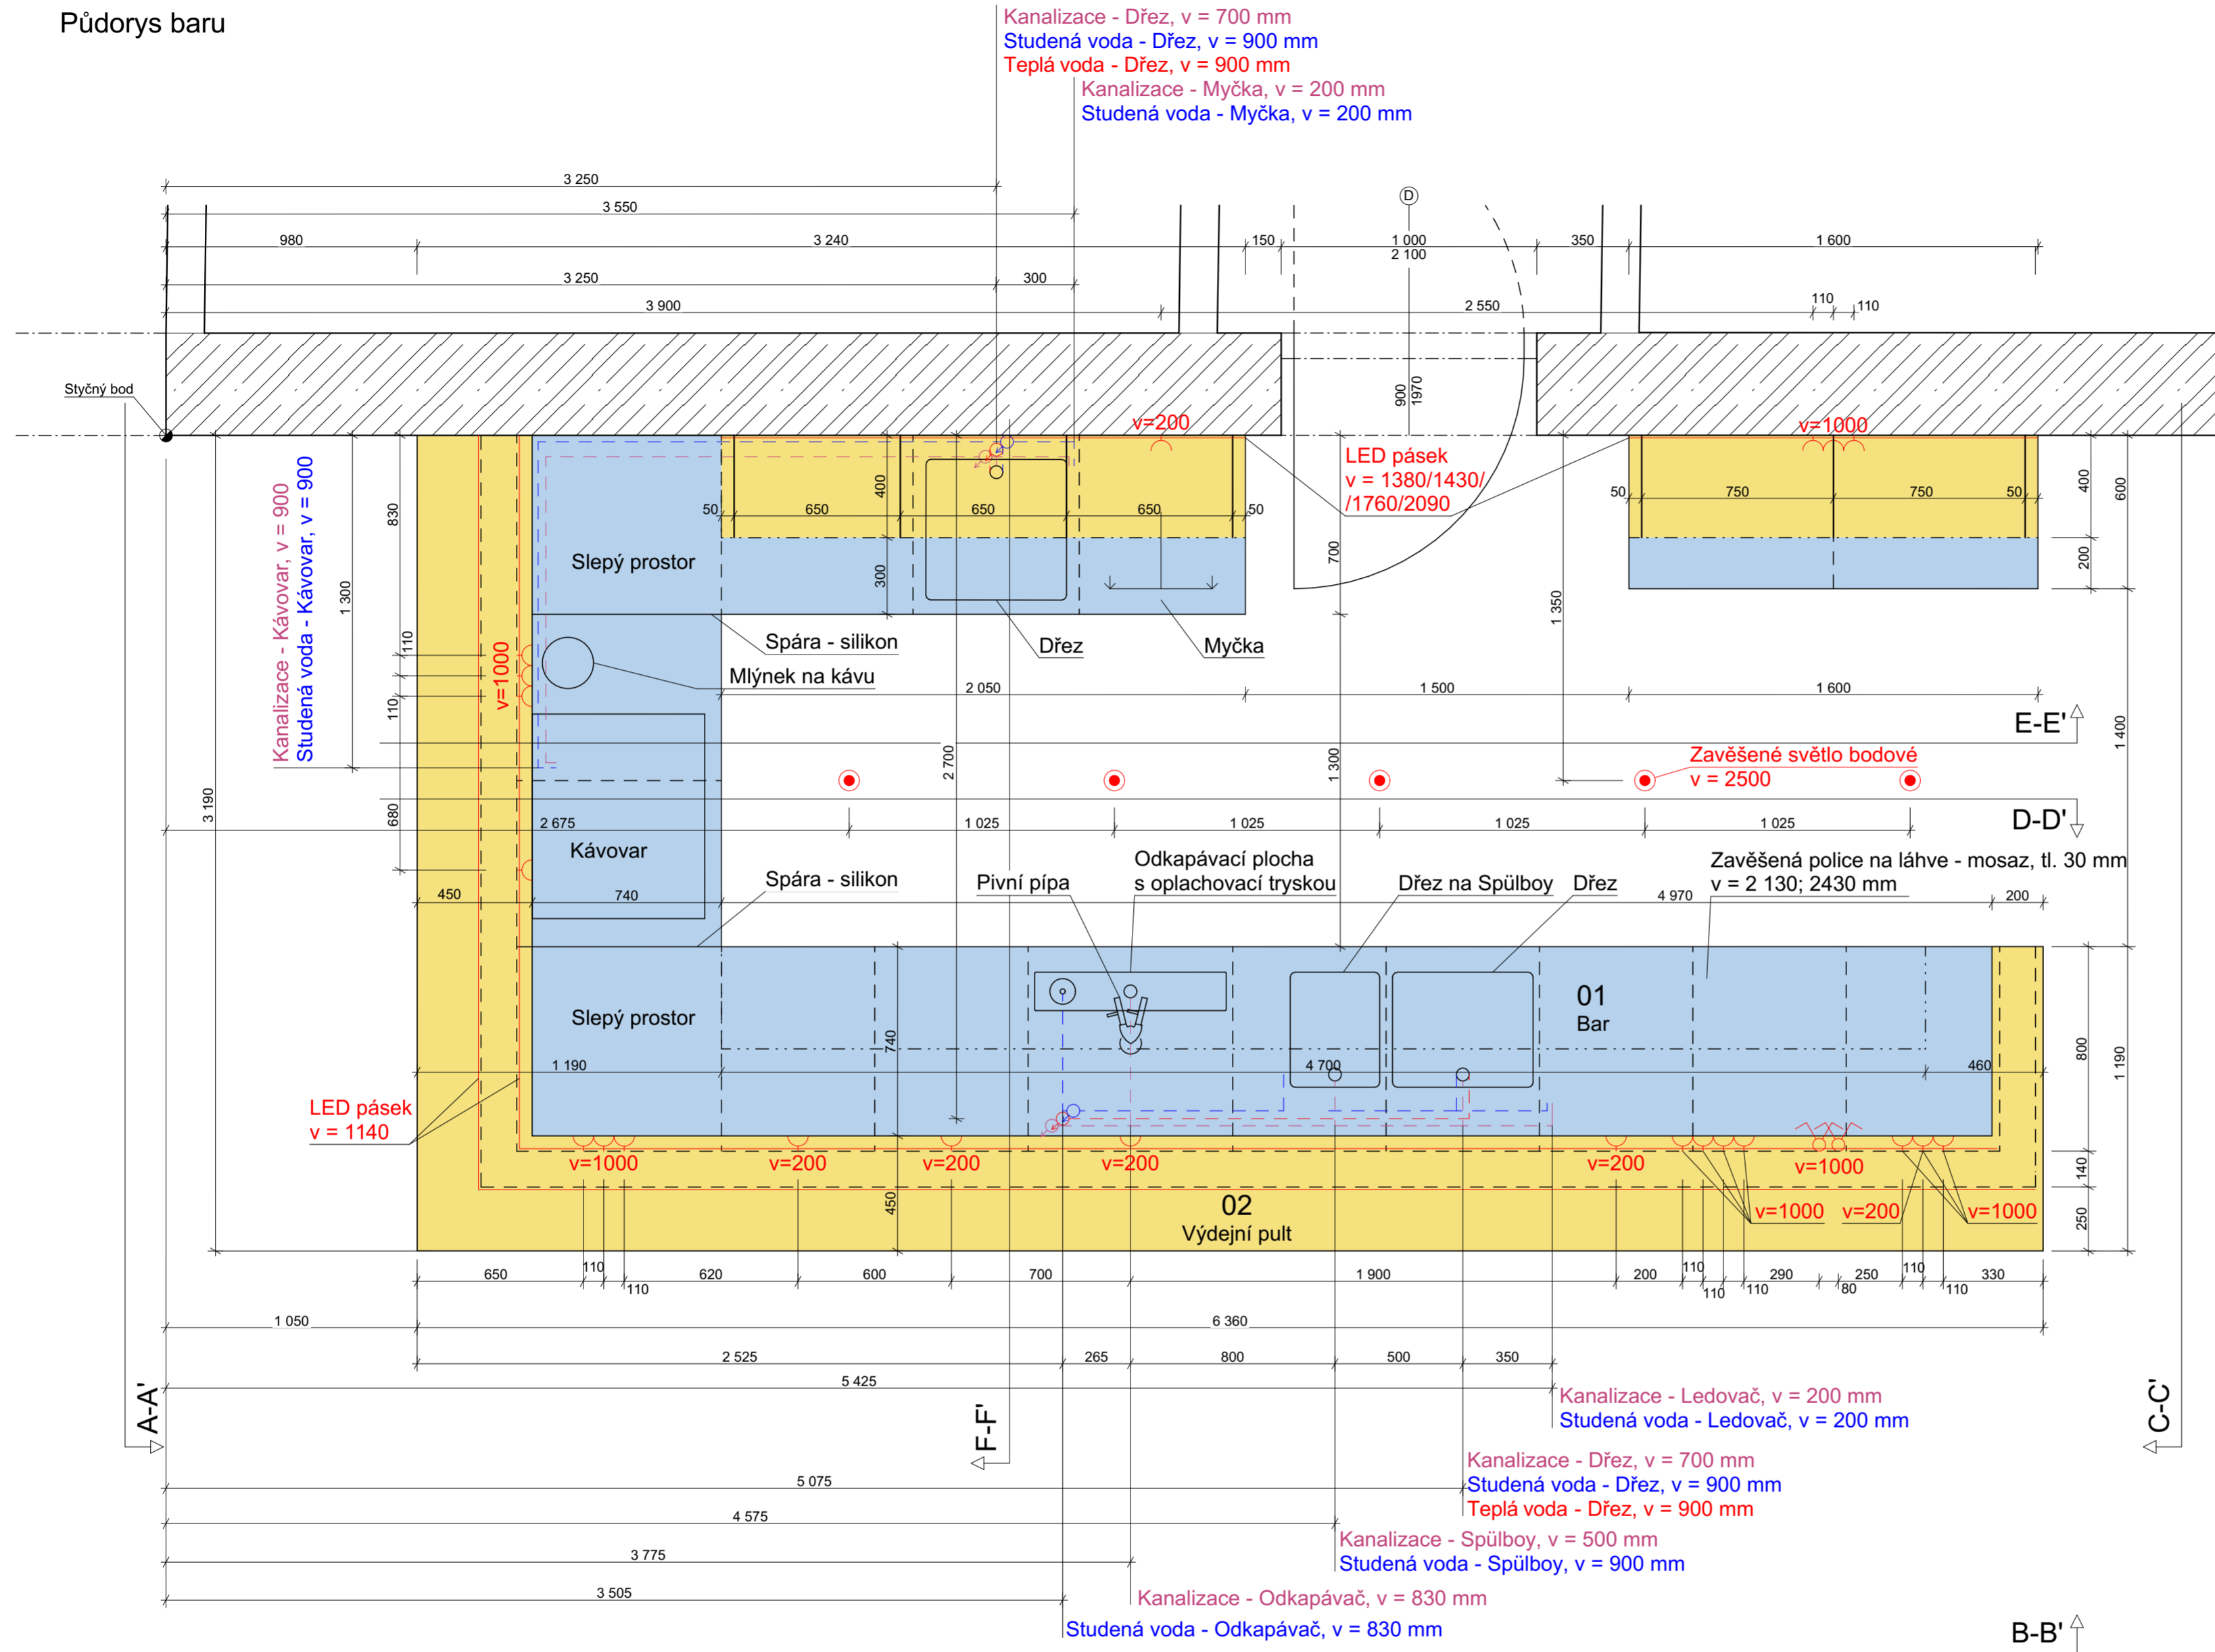 Půdorys baru
Kanalizace - Dřez, v = 700 mm
Studená voda - Dřez, v = 900 mm
Teplá voda - Dřez, v = 900 mm
Kanalizace - Myčka, v = 200 mm
Studená voda - Myčka, v = 200 mm
3 250
3 550
D
980
3 240
150
1 000
2 100
350
1 600
3 250
300
3 900
2 550
110
110
Styčný bod
900
1970
v=200
v=1000
LED pásek
v = 1380/1430/
/1760/2090
Kanalizace - Kávovar, v = 900
Studená voda - Kávovar, v = 900
830
1 300
110
110
680
3 190
50
650
650
650
50
400
300
700
50
750
750
50
400
200
600
Slepý prostor
1 350
Spára - silikon
Dřez
Myčka
v=1000
Mlýnek na kávu
2 050
1 500
1 600
E-E'
1 400
2 700
1 300
Zavěšené světlo bodové
v = 2500
2 675
1 025
1 025
1 025
1 025
D-D'
Kávovar
Spára - silikon
Pivní pípa
Odkapávací plocha
s oplachovací tryskou
Dřez na Spülboy
Dřez
Zavěšená police na láhve - mosaz, tl. 30 mm
v = 2 130; 2430 mm
450
740
4 970
200
Slepý prostor
01
Bar
740
800
1 190
1 190
4 700
460
LED pásek
v = 1140
v=1000
v=200
v=200
v=200
v=200
v=1000
140
450
02
Výdejní pult
v=1000
v=200
v=1000
250
650
110
110
620
600
700
1 900
200
110
110
110
290
80
250
110
110
330
1 050
6 360
2 525
265
800
500
350
5 425
A-A'
F-F'
C-C'
Kanalizace - Ledovač, v = 200 mm
Studená voda - Ledovač, v = 200 mm
Kanalizace - Dřez, v = 700 mm
Studená voda - Dřez, v = 900 mm
Teplá voda - Dřez, v = 900 mm
5 075
4 575
Kanalizace - Spülboy, v = 500 mm
Studená voda - Spülboy, v = 900 mm
3 775
3 505
Kanalizace - Odkapávač, v = 830 mm
Studená voda - Odkapávač, v = 830 mm
B-B'